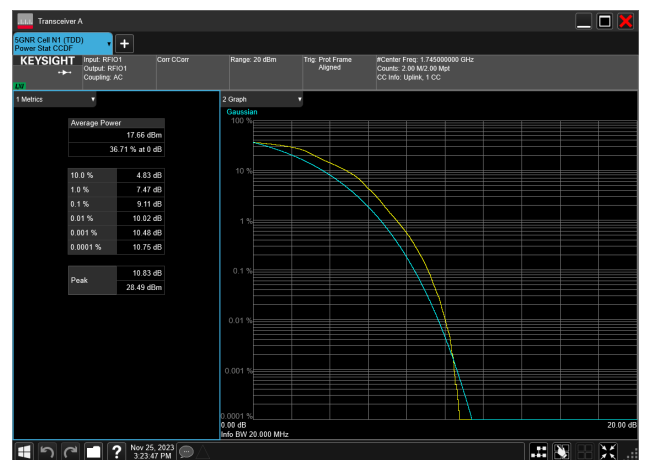 Transceiver A
5GNR Cell N1 (TDD)
Power Stat CCDF
KEYSIGHT
Input: RFIO1
Output: RFIO1
Coupling: AC
Corr CCorr
Range: 20 dBm
Trig: Prot Frame
Aligned
#Center Freq: 1.745000000 GHz
Counts: 2.00 M/2.00 Mpt
CC Info: Uplink, 1 CC
LV
1 Metrics
Average Power
17.66 dBm
36.71 % at 0 dB
10.0 % 4.83 dB
1.0 % 7.47 dB
0.1 % 9.11 dB
0.01 % 10.02 dB
0.001 % 10.48 dB
0.0001 % 10.75 dB
Peak
10.83 dB
28.49 dBm
2 Graph
Gaussian
100 %
10 %
1 %
0.1 %
0.01 %
0.001 %
0.0001 %
0.00 dB
20.00 dB
Info BW 20.000 MHz
Nov 25, 2023
3:23:47 PM